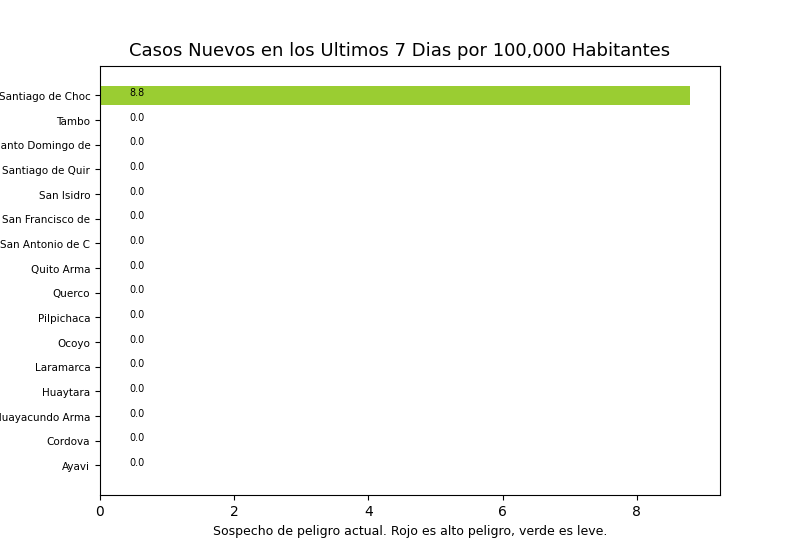 Casos Nuevos en los Ultimos 7 Dias por 100,000 Habitantes
Santiago de Choc 8.8
Tambo 0.0
anto Domingo de 0.0
Santiago de Quir 0.0
San Isidro 0.0
San Francisco de 0.0
San Antonio de C 0.0
Quito Arma 0.0
Querco 0.0
Pilpichaca 0.0
Ocoyo 0.0
Laramarca 0.0
Huaytara 0.0
uayacundo Arma 0.0
Cordova 0.0
Ayavi 0.0
0 2 4 6 8
Sospecho de peligro actual. Rojo es alto peligro, verde es leve.